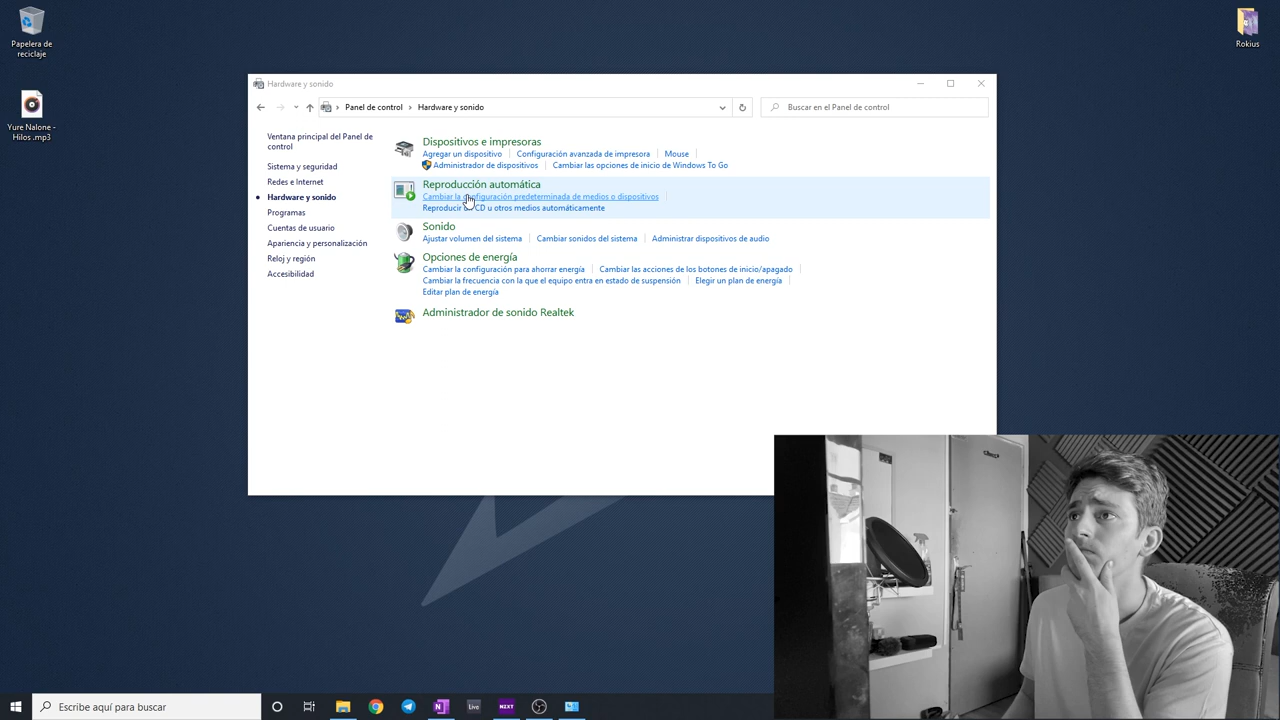 Papelera de
reciclaje
Yure Nalone -
Hilos .mp3
Rokius
Hardware y sonido
Panel de control
Hardware y sonido
Buscar en el Panel de control
Ventana principal del Panel de
control
Sistema y seguridad
Redes e Internet
Hardware y sonido
Programas
Cuentas de usuario
Apariencia y personalización
Reloj y región
Accesibilidad
Dispositivos e impresoras
Agregar un dispositivo
Configuración avanzada de impresora
Mouse
Administrador de dispositivos
Cambiar las opciones de inicio de Windows To Go
Reproducción automática
Cambiar la configuración predeterminada de medios o dispositivos
Reproducir CD u otros medios automáticamente
Sonido
Ajustar volumen del sistema
Cambiar sonidos del sistema
Administrar dispositivos de audio
Opciones de energía
Cambiar la configuración para ahorrar energía
Cambiar las acciones de los botones de inicio/apagado
Cambiar la frecuencia con la que el equipo entra en estado de suspensión
Elegir un plan de energía
Editar plan de energía
Administrador de sonido Realtek
Escribe aquí para buscar
N
Live
NEXT